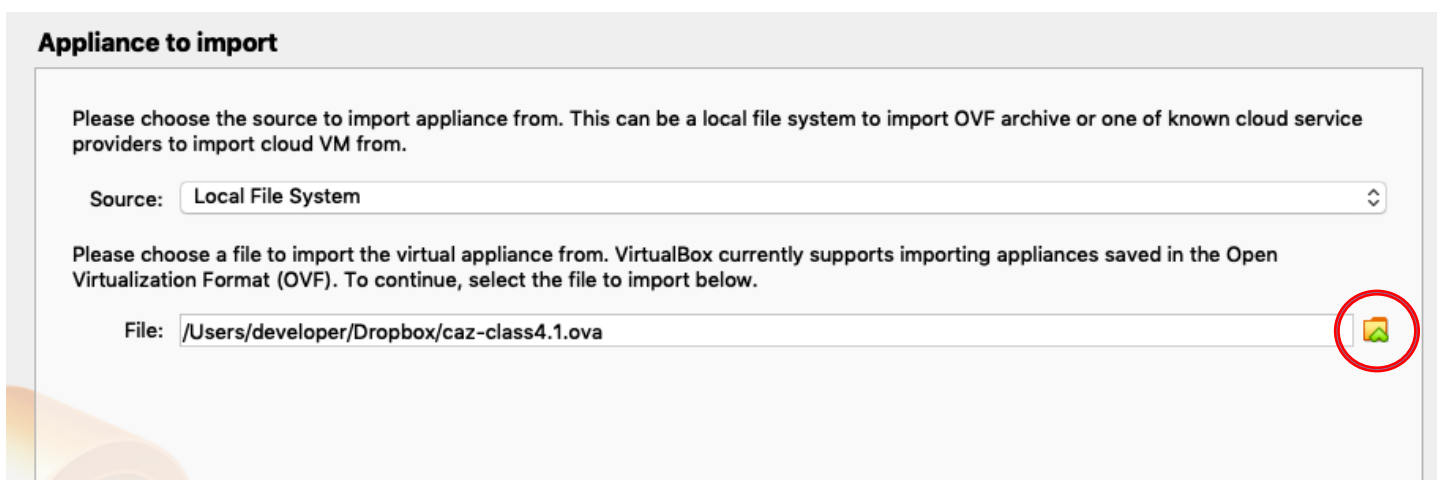 Appliance to import
Please choose the source to import appliance from. This can be a local file system to import OVF archive or one of known cloud service
providers to import cloud VM from.
Source: Local File System
Please choose a file to import the virtual appliance from. VirtualBox currently supports importing appliances saved in the Open
Virtualization Format (OVF). To continue, select the file to import below.
File: /Users/developer/Dropbox/caz-class4.1.ova